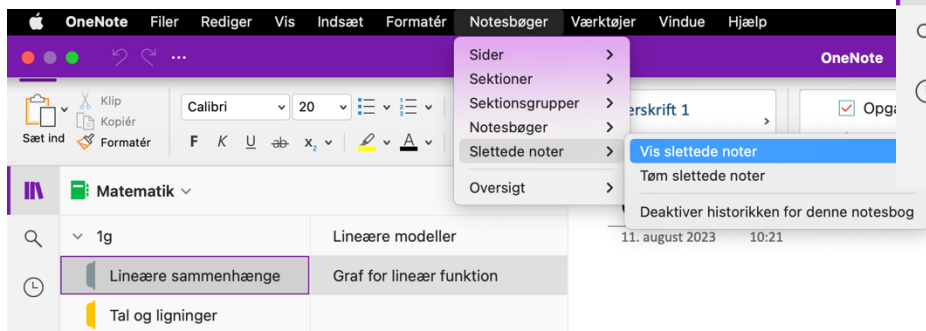 OneNote Filer Rediger Vis Indsæt Formatér Notesbøger Værktøjer Vindue Hjælp
OneNote
Sider
Sektioner
Sektionsgrupper
Notesbøger
Slettede noter
Oversigt
Vis slettede noter
Tøm slettede noter
Deaktiver historikken for denne notesbog
Sæt ind
Klip
Kopiér
Formatér
Calibri 20
F K U ab x₂ A
erskrift 1
Opga
Matematik
1g
Lineære sammenhænge
Tal og ligninger
Lineære modeller
Graf for lineær funktion
11. august 2023 10:21